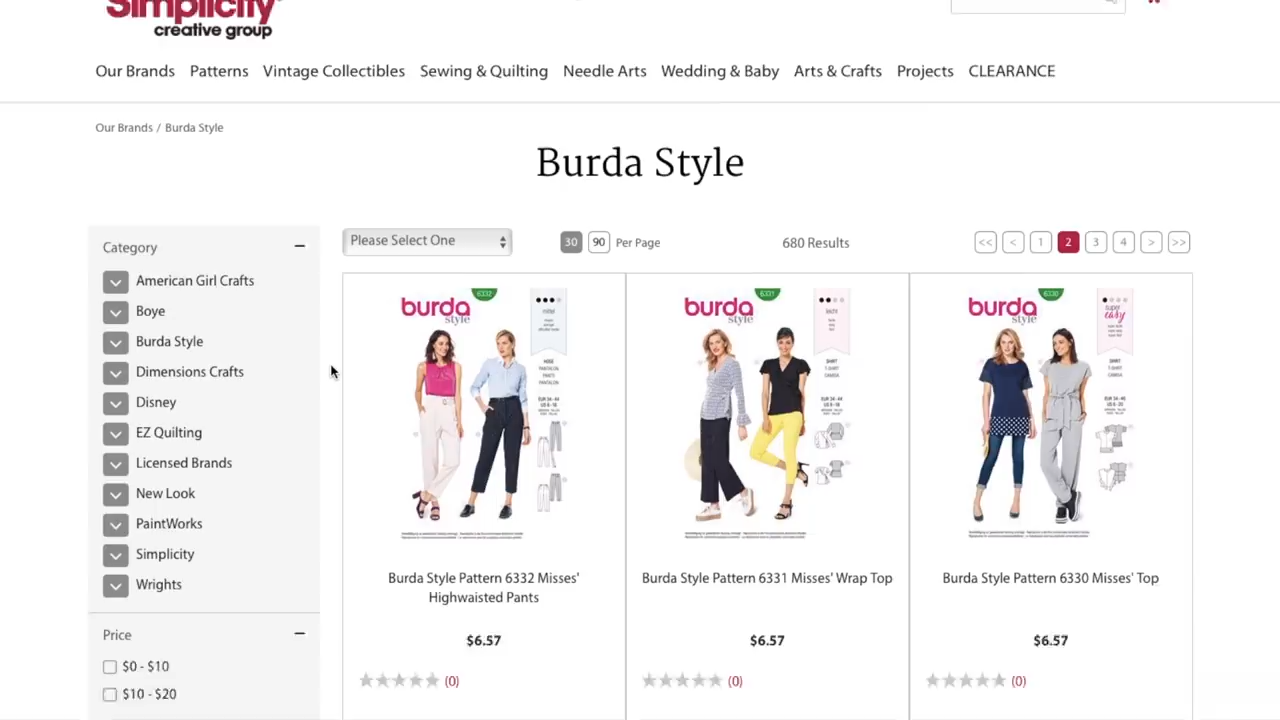 Simplicity
creative group
Our Brands Patterns Vintage Collectibles Sewing & Quilting Needle Arts Wedding & Baby Arts & Crafts Projects CLEARANCE
Our Brands / Burda Style
Burda Style
Category
American Girl Crafts
Boye
Burda Style
Dimensions Crafts
Disney
EZ Quilting
Licensed Brands
New Look
PaintWorks
Simplicity
Wrights
Price
$0 - $10
$10 - $20
Please Select One 30 90 Per Page 680 Results << < 1 2 3 4 > >>
burda
style
6332
Burda Style Pattern 6332 Misses'
Highwaisted Pants
$6.57
(0)
burda
style
6331
Burda Style Pattern 6331 Misses' Wrap Top
$6.57
(0)
burda
style
6330
super
easy
Burda Style Pattern 6330 Misses' Top
$6.57
(0)